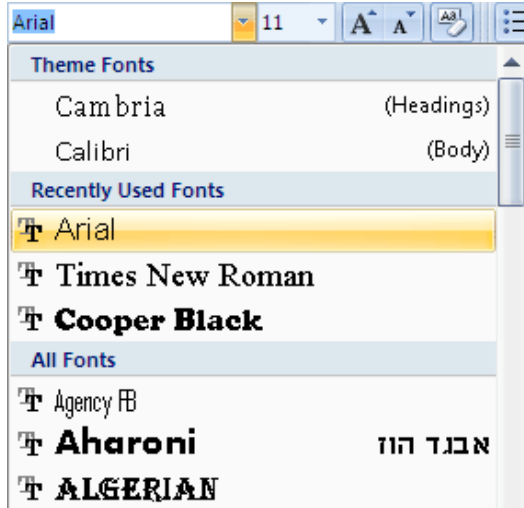 Arial 11 A A Aa
Theme Fonts
Cambria (Headings)
Calibri (Body)
Recently Used Fonts
Arial
Times New Roman
Cooper Black
All Fonts
Agency FB
Aharoni אבגד הוז
ALGERIAN